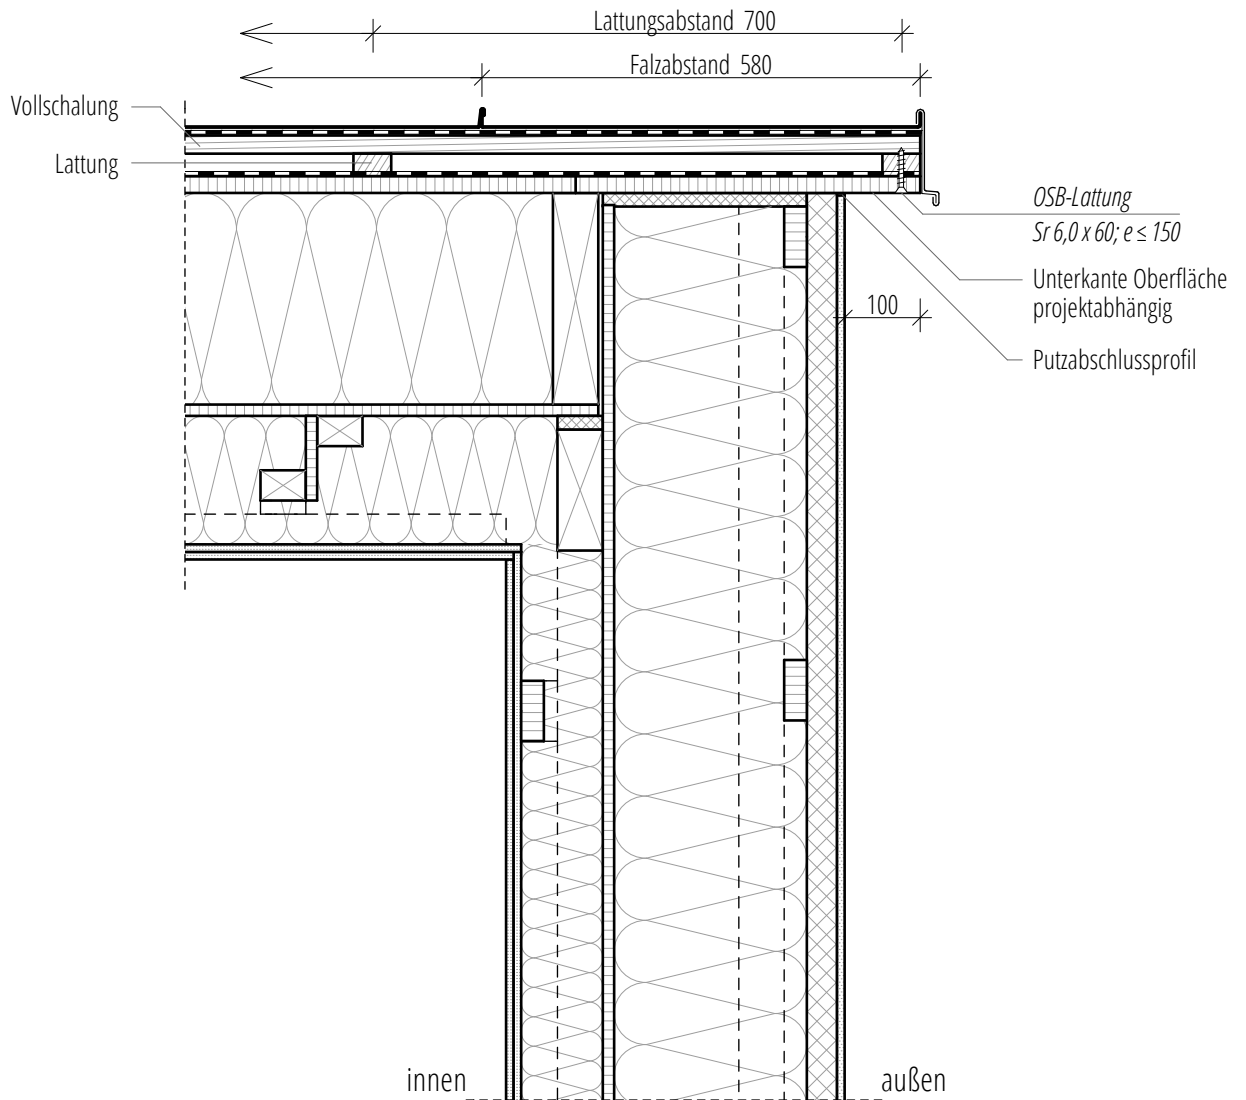 Lattungsabstand 700
Falzabstand 580
Vollschalung
Lattung
OSB-Lattung
Sr 6,0 x 60; e ≤ 150
Unterkante Oberfläche
projektabhängig
100
Putzabschlussprofil
innen
außen